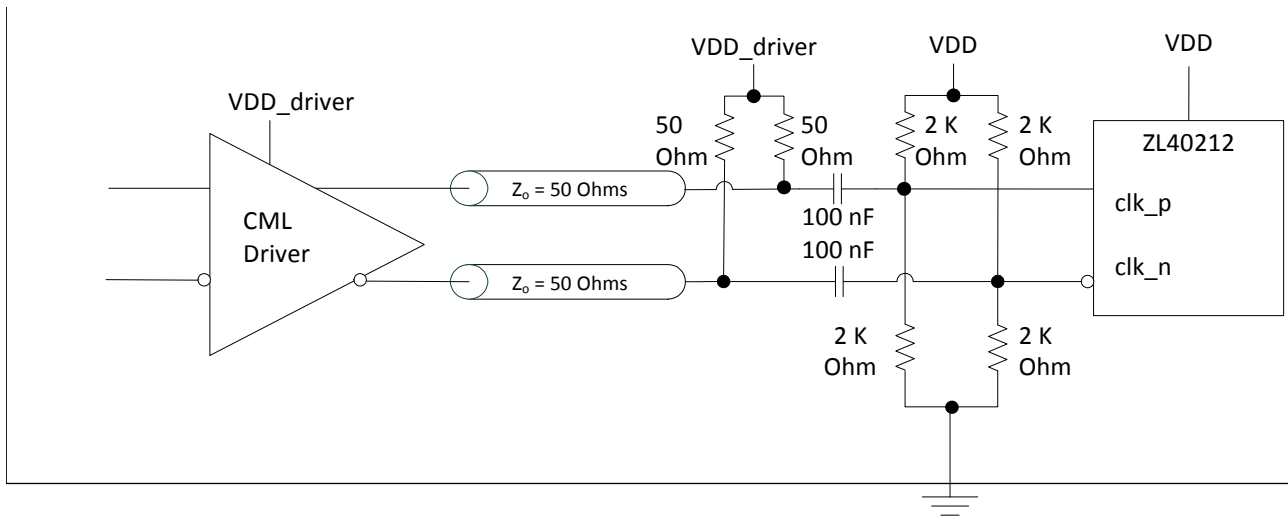 VDD_driver
VDD
VDD
VDD_driver
50
Ohm
50
Ohm
2 K
Ohm
2 K
Ohm
ZL40212
Zo = 50 Ohms
CML
Driver
clk_p
100 nF
100 nF
clk_n
Zo = 50 Ohms
2 K
Ohm
2 K
Ohm